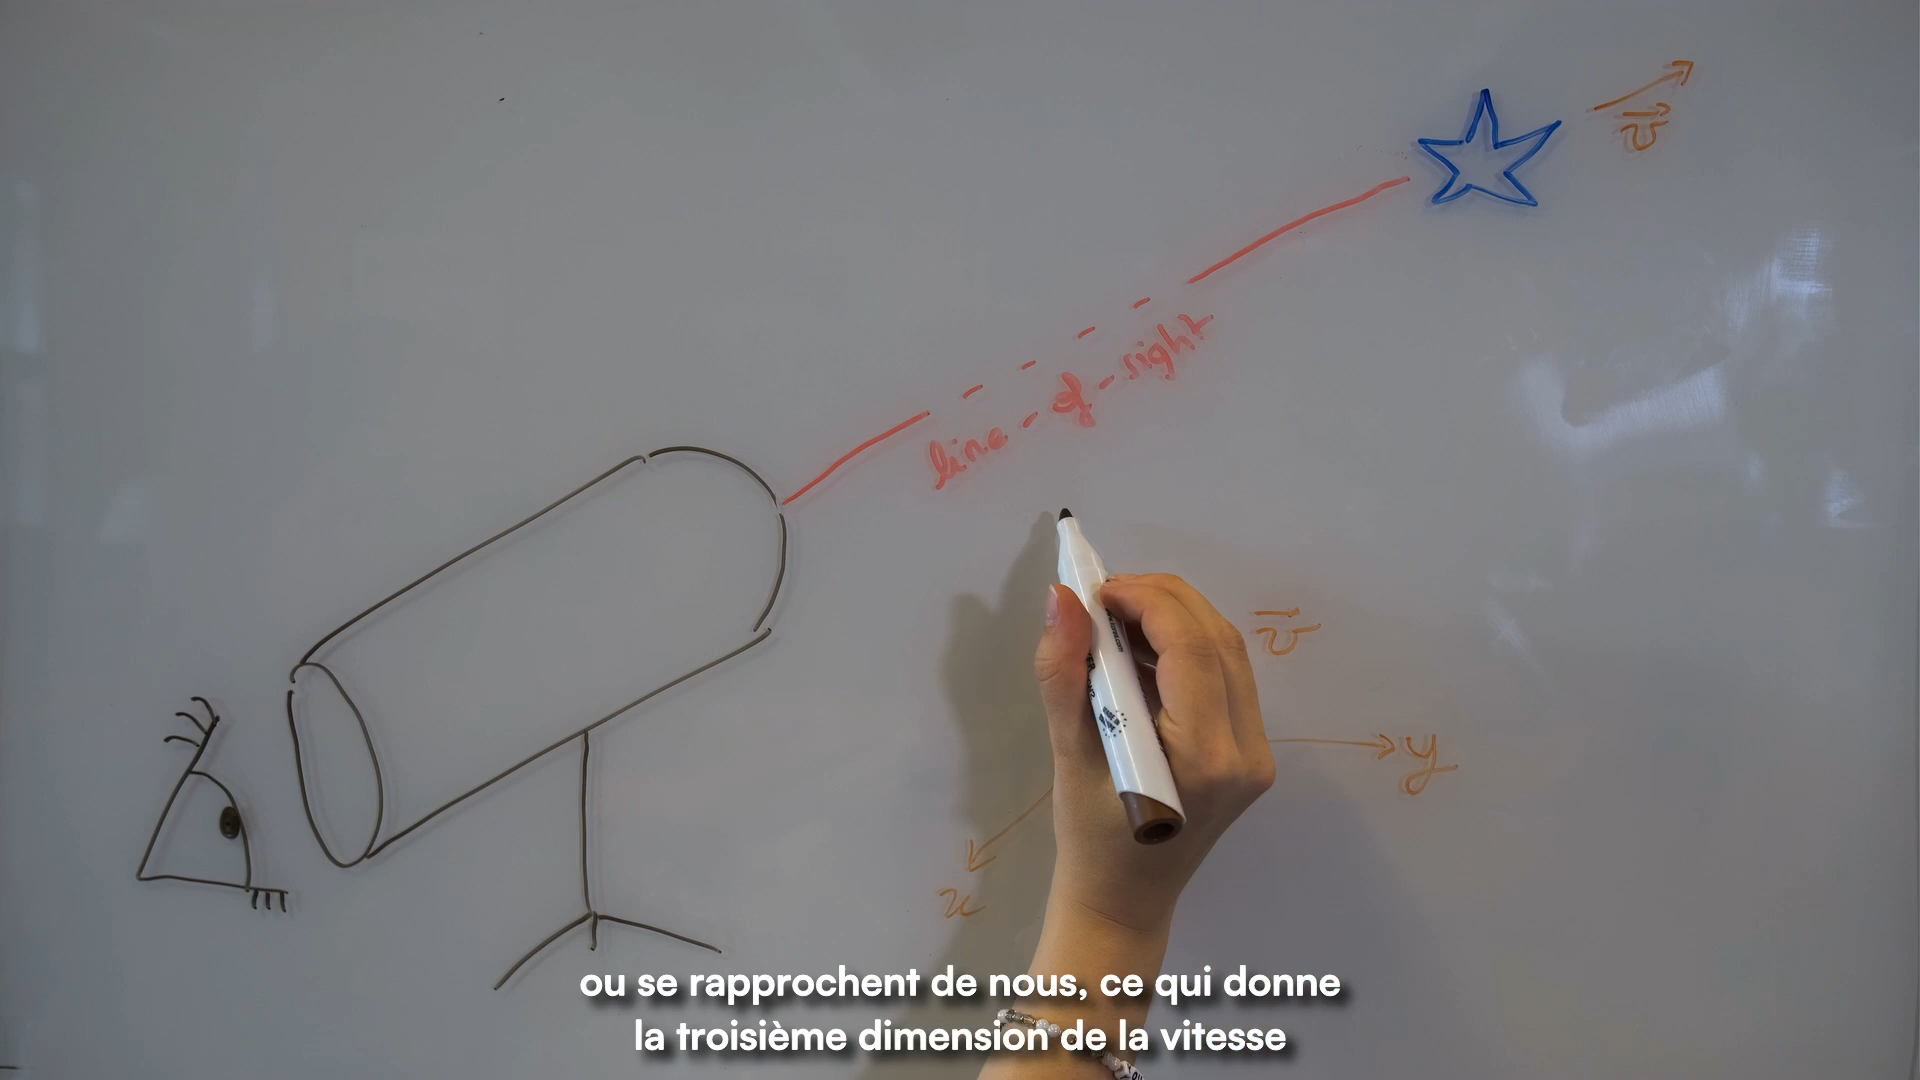 v
line-of-sight
v
y
x
ou se rapprochent de nous, ce qui donne
la troisième dimension de la vitesse